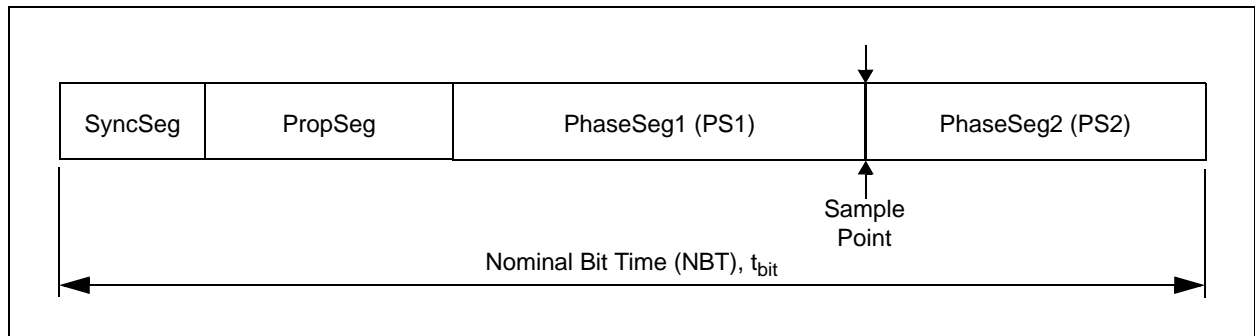 SyncSeg
PropSeg
PhaseSeg1 (PS1)
PhaseSeg2 (PS2)
Sample
Point
Nominal Bit Time (NBT), tbit